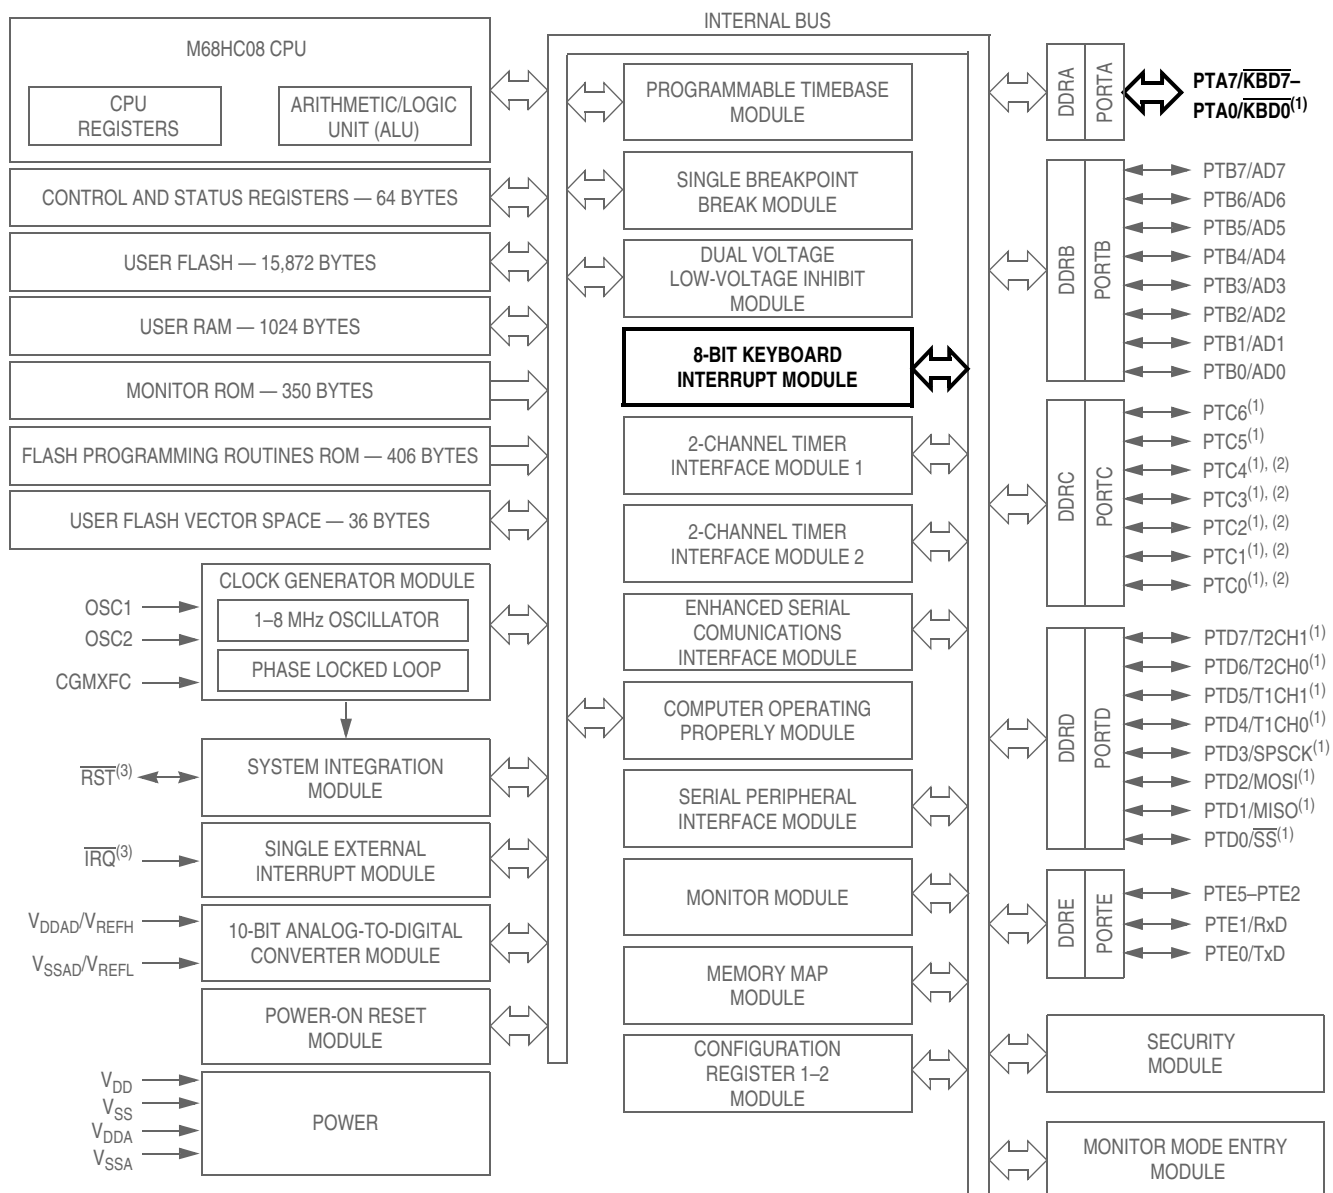 INTERNAL BUS
M68HC08 CPU
CPU
REGISTERS
ARITHMETIC/LOGIC
UNIT (ALU)
CONTROL AND STATUS REGISTERS — 64 BYTES
USER FLASH — 15,872 BYTES
USER RAM — 1024 BYTES
MONITOR ROM — 350 BYTES
FLASH PROGRAMMING ROUTINES ROM — 406 BYTES
USER FLASH VECTOR SPACE — 36 BYTES
CLOCK GENERATOR MODULE
1–8 MHz OSCILLATOR
PHASE LOCKED LOOP
OSC1
OSC2
CGMXFC
SYSTEM INTEGRATION
MODULE
R̅S̅T̅(3)
SINGLE EXTERNAL
INTERRUPT MODULE
I̅R̅Q̅(3)
10-BIT ANALOG-TO-DIGITAL
CONVERTER MODULE
VDDAD/VREFH
VSSAD/VREFL
POWER-ON RESET
MODULE
POWER
VDD
VSS
VDDA
VSSA
PROGRAMMABLE TIMEBASE
MODULE
SINGLE BREAKPOINT
BREAK MODULE
DUAL VOLTAGE
LOW-VOLTAGE INHIBIT
MODULE
8-BIT KEYBOARD
INTERRUPT MODULE
2-CHANNEL TIMER
INTERFACE MODULE 1
2-CHANNEL TIMER
INTERFACE MODULE 2
ENHANCED SERIAL
COMUNICATIONS
INTERFACE MODULE
COMPUTER OPERATING
PROPERLY MODULE
SERIAL PERIPHERAL
INTERFACE MODULE
MONITOR MODULE
MEMORY MAP
MODULE
CONFIGURATION
REGISTER 1–2
MODULE
DDRA
PORTA
PTA7/K̅B̅D̅7̅–
PTA0/K̅B̅D̅0̅(1)
DDRB
PORTB
PTB7/AD7
PTB6/AD6
PTB5/AD5
PTB4/AD4
PTB3/AD3
PTB2/AD2
PTB1/AD1
PTB0/AD0
DDRC
PORTC
PTC6(1)
PTC5(1)
PTC4(1), (2)
PTC3(1), (2)
PTC2(1), (2)
PTC1(1), (2)
PTC0(1), (2)
DDRD
PORTD
PTD7/T2CH1(1)
PTD6/T2CH0(1)
PTD5/T1CH1(1)
PTD4/T1CH0(1)
PTD3/SPSCK(1)
PTD2/MOSI(1)
PTD1/MISO(1)
PTD0/S̅S̅(1)
DDRE
PORTE
PTE5–PTE2
PTE1/RxD
PTE0/TxD
SECURITY
MODULE
MONITOR MODE ENTRY
MODULE